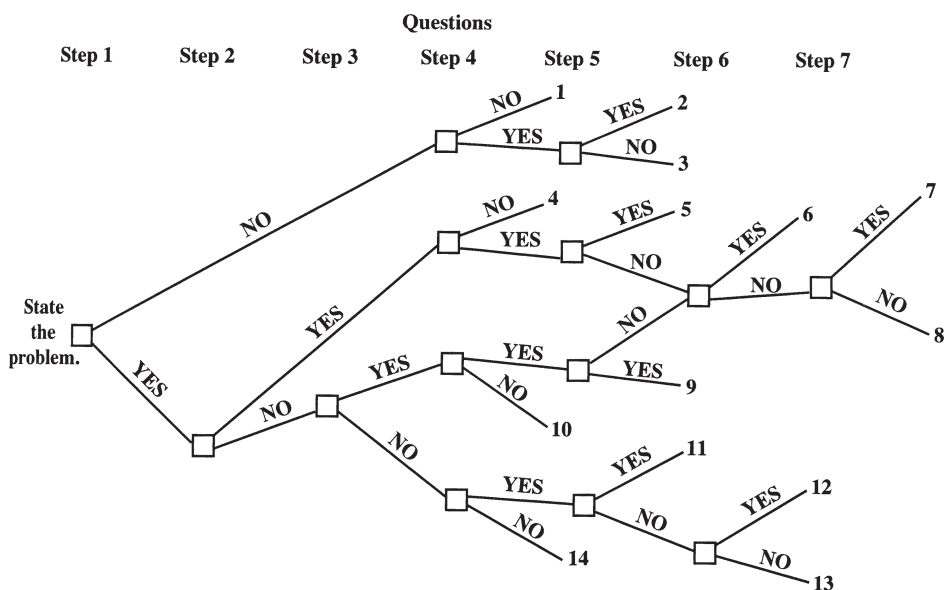 Questions
Step 1 Step 2 Step 3 Step 4 Step 5 Step 6 Step 7
NO 1
YES 2
YES
NO 3
NO
NO 4
YES 5
YES
NO
YES 6
NO
YES 7
NO 8
State
the
problem.
YES
YES
NO
YES
YES
NO
YES 9
NO 10
NO
YES
YES 11
NO
YES 12
NO 13
NO 14